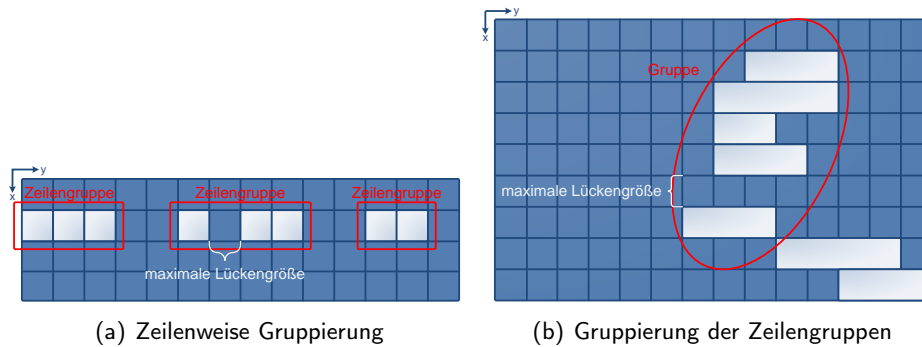 y
x
Zeilengruppe
Zeilengruppe
Zeilengruppe
maximale Lückengröße
(a) Zeilenweise Gruppierung
y
x
Gruppe
maximale Lückengröße
(b) Gruppierung der Zeilengruppen